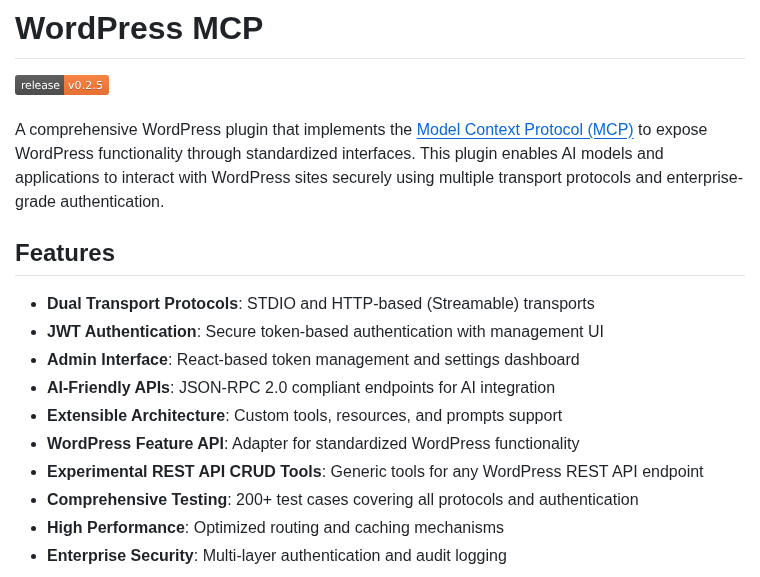 WordPress MCP
release v0.2.5
A comprehensive WordPress plugin that implements the Model Context Protocol (MCP) to expose
WordPress functionality through standardized interfaces. This plugin enables AI models and
applications to interact with WordPress sites securely using multiple transport protocols and enterprise-
grade authentication.
Features
• Dual Transport Protocols: STDIO and HTTP-based (Streamable) transports
• JWT Authentication: Secure token-based authentication with management UI
• Admin Interface: React-based token management and settings dashboard
• AI-Friendly APIs: JSON-RPC 2.0 compliant endpoints for AI integration
• Extensible Architecture: Custom tools, resources, and prompts support
• WordPress Feature API: Adapter for standardized WordPress functionality
• Experimental REST API CRUD Tools: Generic tools for any WordPress REST API endpoint
• Comprehensive Testing: 200+ test cases covering all protocols and authentication
• High Performance: Optimized routing and caching mechanisms
• Enterprise Security: Multi-layer authentication and audit logging